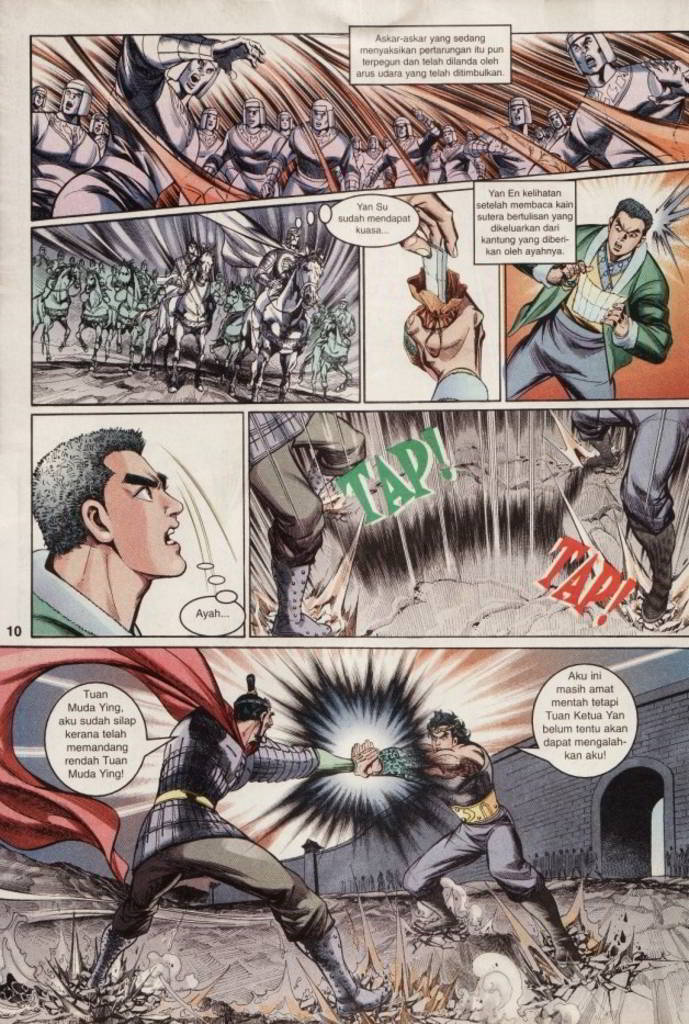 Askar-askar yang sedang
menyaksikan pertarungan itu pun
terpegun dan telah dilanda oleh
arus udara yang telah ditimbulkan.
Yan Su
sudah mendapat
kuasa...
Yan En kelihatan
setelah membaca kain
sutera bertulisan yang
dikeluarkan dari
kantung yang diberi-
kan oleh ayahnya.
Ayah...
TAP!
TAP!
10
Tuan
Muda Ying,
aku sudah silap
kerana telah
memandang
rendah Tuan
Muda Ying!
Aku ini
masih amat
mentah tetapi
Tuan Ketua Yan
belum tentu akan
dapat mengalah-
kan aku!